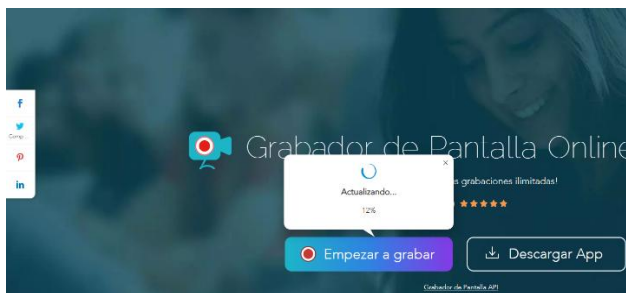 Comp...
Grabador de Pantalla Online
Actualizando...
12%
s grabaciones ilimitadas!
Empezar a grabar
Descargar App
Grabador de Pantalla API